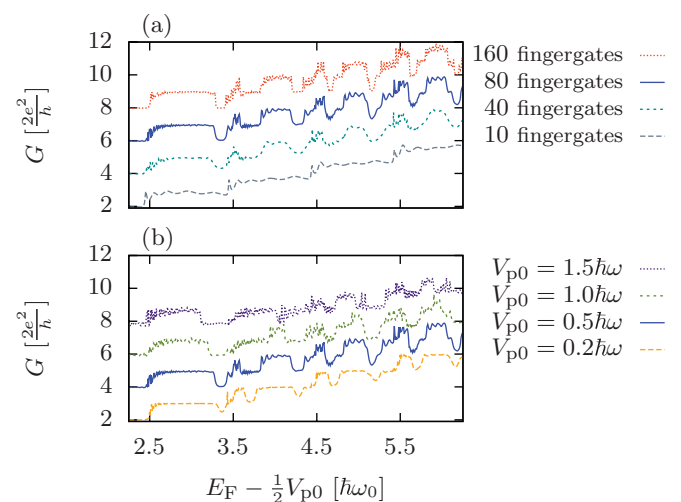 (a)
12
10
8
6
4
2
G [2e²/h]
160 fingergates
80 fingergates
40 fingergates
10 fingergates
(b)
12
10
8
6
4
2
G [2e²/h]
V_p0 = 1.5ħω
V_p0 = 1.0ħω
V_p0 = 0.5ħω
V_p0 = 0.2ħω
2.5 3.5 4.5 5.5
E_F − ½V_p0 [ħω₀]